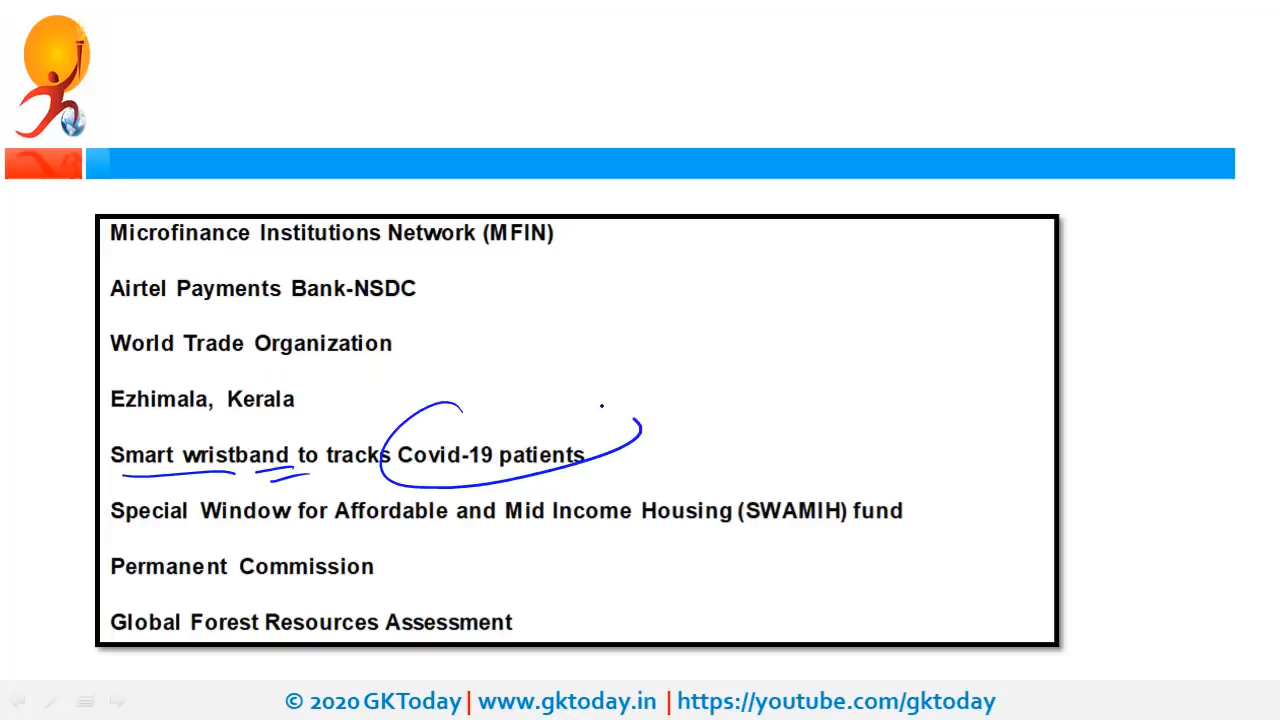 Microfinance Institutions Network (MFIN)
Airtel Payments Bank-NSDC
World Trade Organization
Ezhimala, Kerala
Smart wristband to tracks Covid-19 patients
Special Window for Affordable and Mid Income Housing (SWAMIH) fund
Permanent Commission
Global Forest Resources Assessment
© 2020 GKToday | www.gktoday.in | https://youtube.com/gktoday